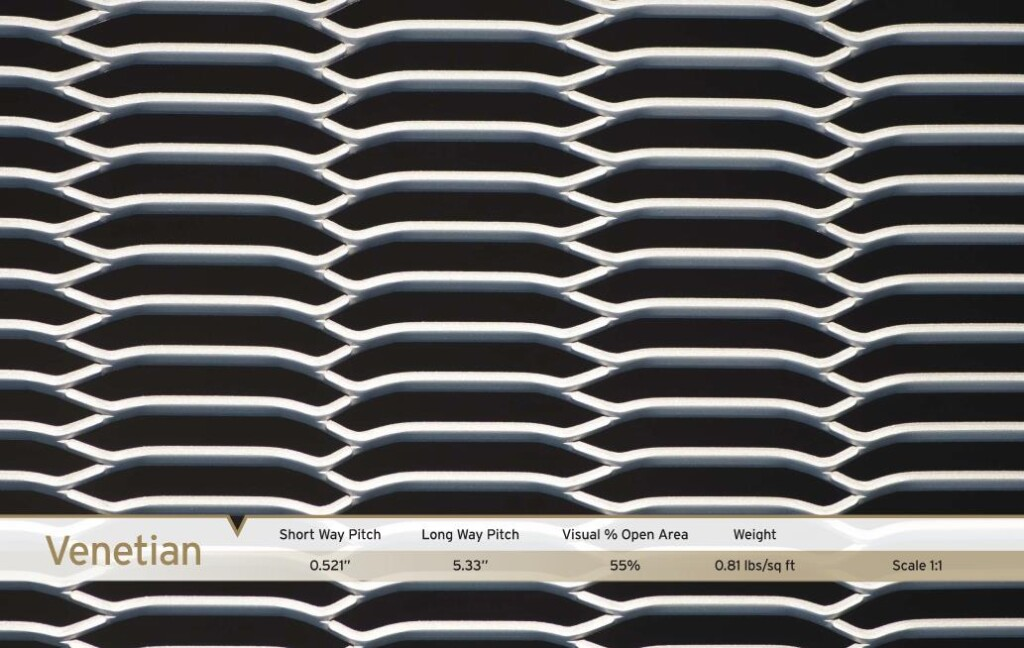 Venetian
Short Way Pitch Long Way Pitch Visual % Open Area Weight
0.521” 5.33” 55% 0.81 lbs/sq ft Scale 1:1